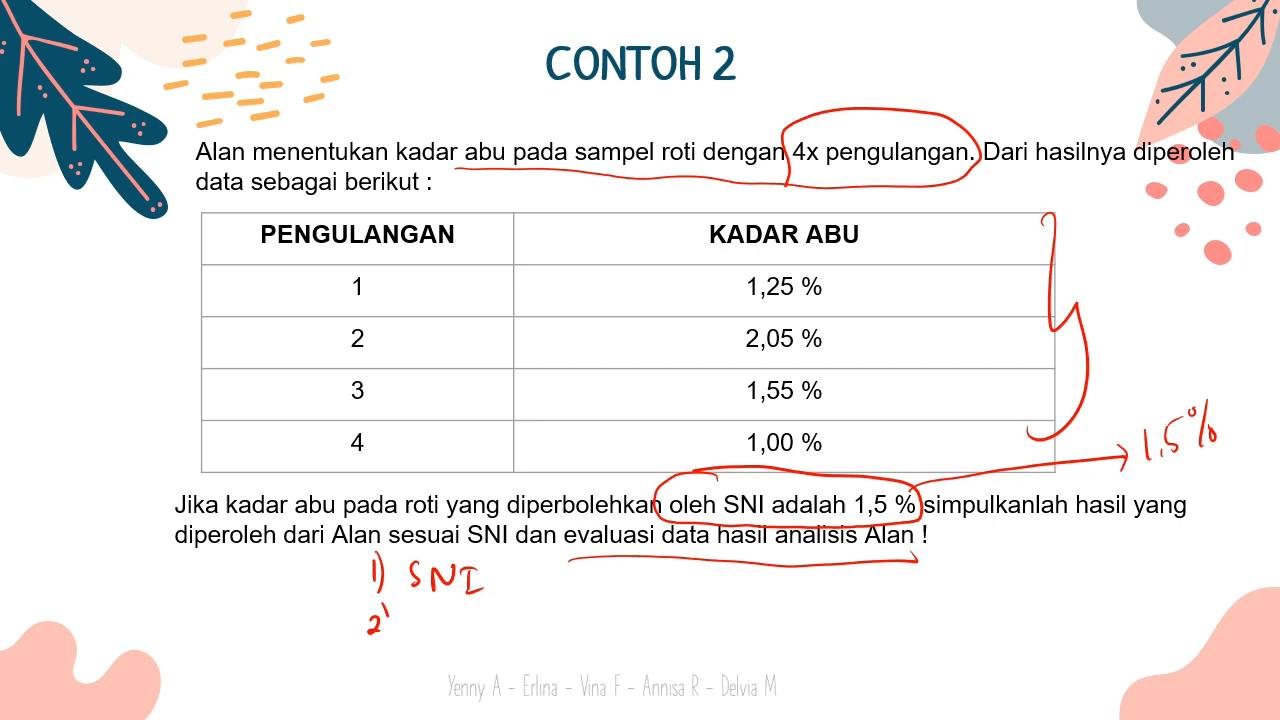 CONTOH 2
Alan menentukan kadar abu pada sampel roti dengan 4x pengulangan. Dari hasilnya diperoleh
data sebagai berikut :
PENGULANGAN KADAR ABU
1 1,25 %
2 2,05 %
3 1,55 %
4 1,00 %
1,5%
Jika kadar abu pada roti yang diperbolehkan oleh SNI adalah 1,5 % simpulkanlah hasil yang
diperoleh dari Alan sesuai SNI dan evaluasi data hasil analisis Alan !
1) SNI
2)
Yenny A - Erlina - Vina F - Annisa R - Delvia M